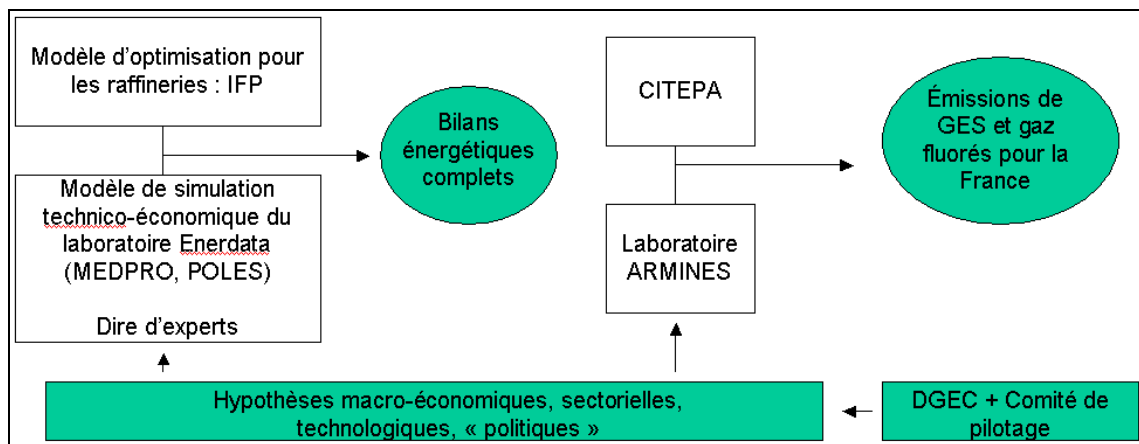 Modèle d'optimisation pour
les raffineries : IFP
Bilans
énergétiques
complets
Modèle de simulation
technico-économique du
laboratoire Enerdata
(MEDPRO, POLES)
Dire d'experts
CITEPA
Émissions de
GES et gaz
fluorés pour la
France
Laboratoire
ARMINES
Hypothèses macro-économiques, sectorielles,
technologiques, « politiques »
DGEC + Comité de
pilotage